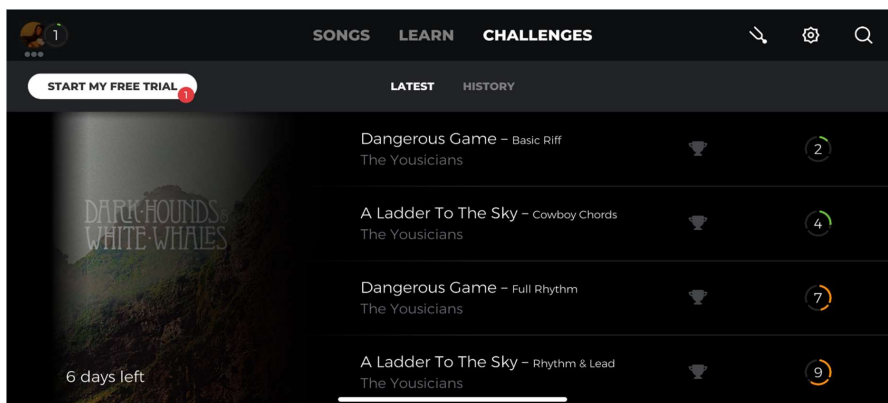 1
SONGS LEARN CHALLENGES
START MY FREE TRIAL
1
LATEST HISTORY
DARK·HOUNDS &
WHITE·WHALES
6 days left
Dangerous Game – Basic Riff
The Yousicians
2
A Ladder To The Sky – Cowboy Chords
The Yousicians
4
Dangerous Game – Full Rhythm
The Yousicians
7
A Ladder To The Sky – Rhythm & Lead
The Yousicians
9